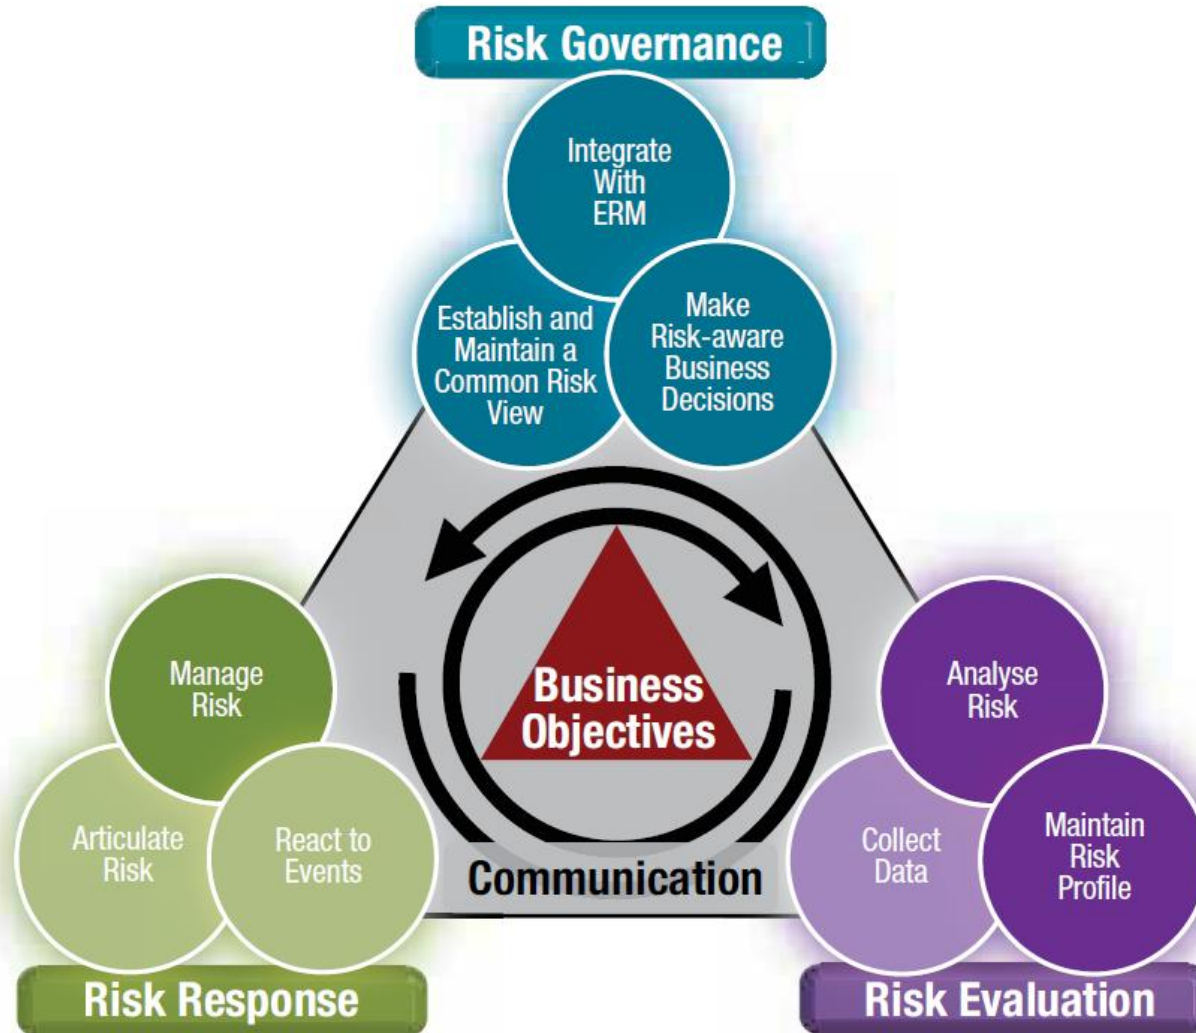 Risk Governance
Integrate
With
ERM
Establish and
Maintain a
Common Risk
View
Make
Risk-aware
Business
Decisions
Business
Objectives
Communication
Manage
Risk
Articulate
Risk
React to
Events
Risk Response
Analyse
Risk
Collect
Data
Maintain
Risk
Profile
Risk Evaluation